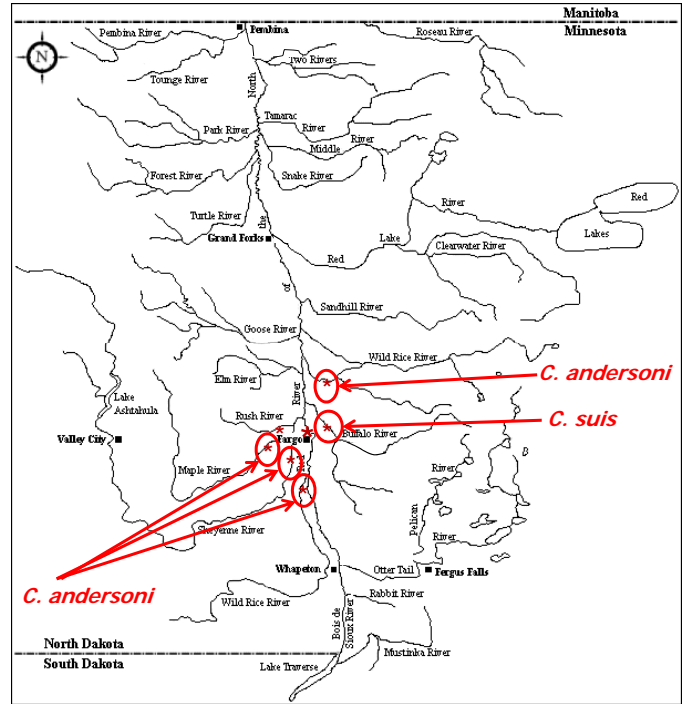 Manitoba
Minnesota
Pembina River
Pembina
Roseau River
N
Two Rivers
Tounge River
North
Tamarac
River
Park River
Middle
River
Forest River
Snake River
Turtle River
the
River
Red
Lakes
Grand Forks
Lake
Clearwater River
Red
of
Sandhill River
Goose River
Wild Rice River
Elm River
River
C. andersoni
Lake
Ashtahula
Rush River
C. suis
Valley City
Fargo
Buffalo River
Red
Maple River
River
Pelican
Sheyenne River
River
Whapeton
Otter Tail
Fergus Falls
C. andersoni
Wild Rice River
Rabbit River
Bois de
Sioux River
North Dakota
South Dakota
Mustinka River
Lake Traverse